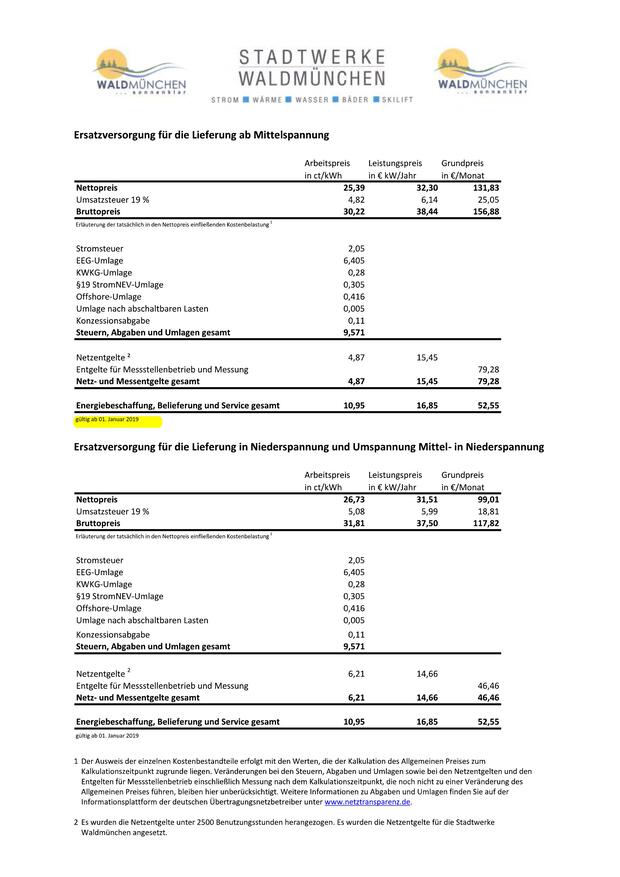 WALDMÜNCHEN
... sonnenklar
STADTWERKE
WALDMÜNCHEN
STROM ■ WÄRME ■ WASSER ■ BÄDER ■ SKILIFT
WALDMÜNCHEN
... sonnenklar
Ersatzversorgung für die Lieferung ab Mittelspannung
Arbeitspreis Leistungspreis Grundpreis
in ct/kWh in € kW/Jahr in €/Monat
Nettopreis 25,39 32,30 131,83
Umsatzsteuer 19 % 4,82 6,14 25,05
Bruttopreis 30,22 38,44 156,88
Erläuterung der tatsächlich in den Nettopreis einfließenden Kostenbelastung ¹
Stromsteuer 2,05
EEG-Umlage 6,405
KWKG-Umlage 0,28
§19 StromNEV-Umlage 0,305
Offshore-Umlage 0,416
Umlage nach abschaltbaren Lasten 0,005
Konzessionsabgabe 0,11
Steuern, Abgaben und Umlagen gesamt 9,571
Netzentgelte ² 4,87 15,45
Entgelte für Messstellenbetrieb und Messung 79,28
Netz- und Messentgelte gesamt 4,87 15,45 79,28
Energiebeschaffung, Belieferung und Service gesamt 10,95 16,85 52,55
gültig ab 01. Januar 2019
Ersatzversorgung für die Lieferung in Niederspannung und Umspannung Mittel- in Niederspannung
Arbeitspreis Leistungspreis Grundpreis
in ct/kWh in € kW/Jahr in €/Monat
Nettopreis 26,73 31,51 99,01
Umsatzsteuer 19 % 5,08 5,99 18,81
Bruttopreis 31,81 37,50 117,82
Erläuterung der tatsächlich in den Nettopreis einfließenden Kostenbelastung ¹
Stromsteuer 2,05
EEG-Umlage 6,405
KWKG-Umlage 0,28
§19 StromNEV-Umlage 0,305
Offshore-Umlage 0,416
Umlage nach abschaltbaren Lasten 0,005
Konzessionsabgabe 0,11
Steuern, Abgaben und Umlagen gesamt 9,571
Netzentgelte ² 6,21 14,66
Entgelte für Messstellenbetrieb und Messung 46,46
Netz- und Messentgelte gesamt 6,21 14,66 46,46
Energiebeschaffung, Belieferung und Service gesamt 10,95 16,85 52,55
gültig ab 01. Januar 2019
1 Der Ausweis der einzelnen Kostenbestandteile erfolgt mit den Werten, die der Kalkulation des Allgemeinen Preises zum
Kalkulationszeitpunkt zugrunde liegen. Veränderungen bei den Steuern, Abgaben und Umlagen sowie bei den Netzentgelten und den
Entgelten für Messstellenbetrieb einschließlich Messung nach dem Kalkulationszeitpunkt, die noch nicht zu einer Veränderung des
Allgemeinen Preises führen, bleiben hier unberücksichtigt. Weitere Informationen zu Abgaben und Umlagen finden Sie auf der
Informationsplattform der deutschen Übertragungsnetzbetreiber unter www.netztransparenz.de.
2 Es wurden die Netzentgelte unter 2500 Benutzungsstunden herangezogen. Es wurden die Netzentgelte für die Stadtwerke
Waldmünchen angesetzt.